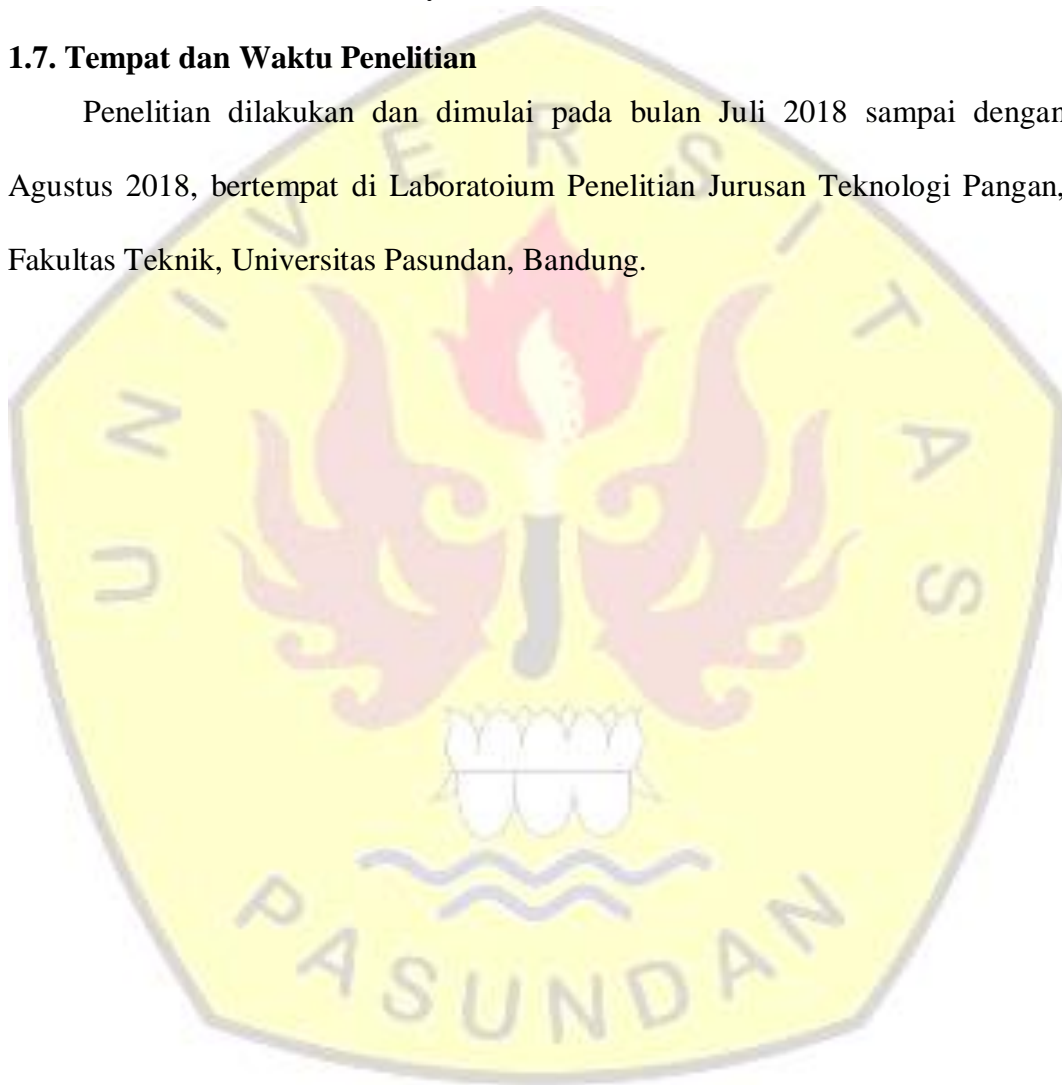 1.7. Tempat dan Waktu Penelitian
Penelitian dilakukan dan dimulai pada bulan Juli 2018 sampai dengan
Agustus 2018, bertempat di Laboratoium Penelitian Jurusan Teknologi Pangan,
Fakultas Teknik, Universitas Pasundan, Bandung.
UNIVERSITAS
PASUNDAN